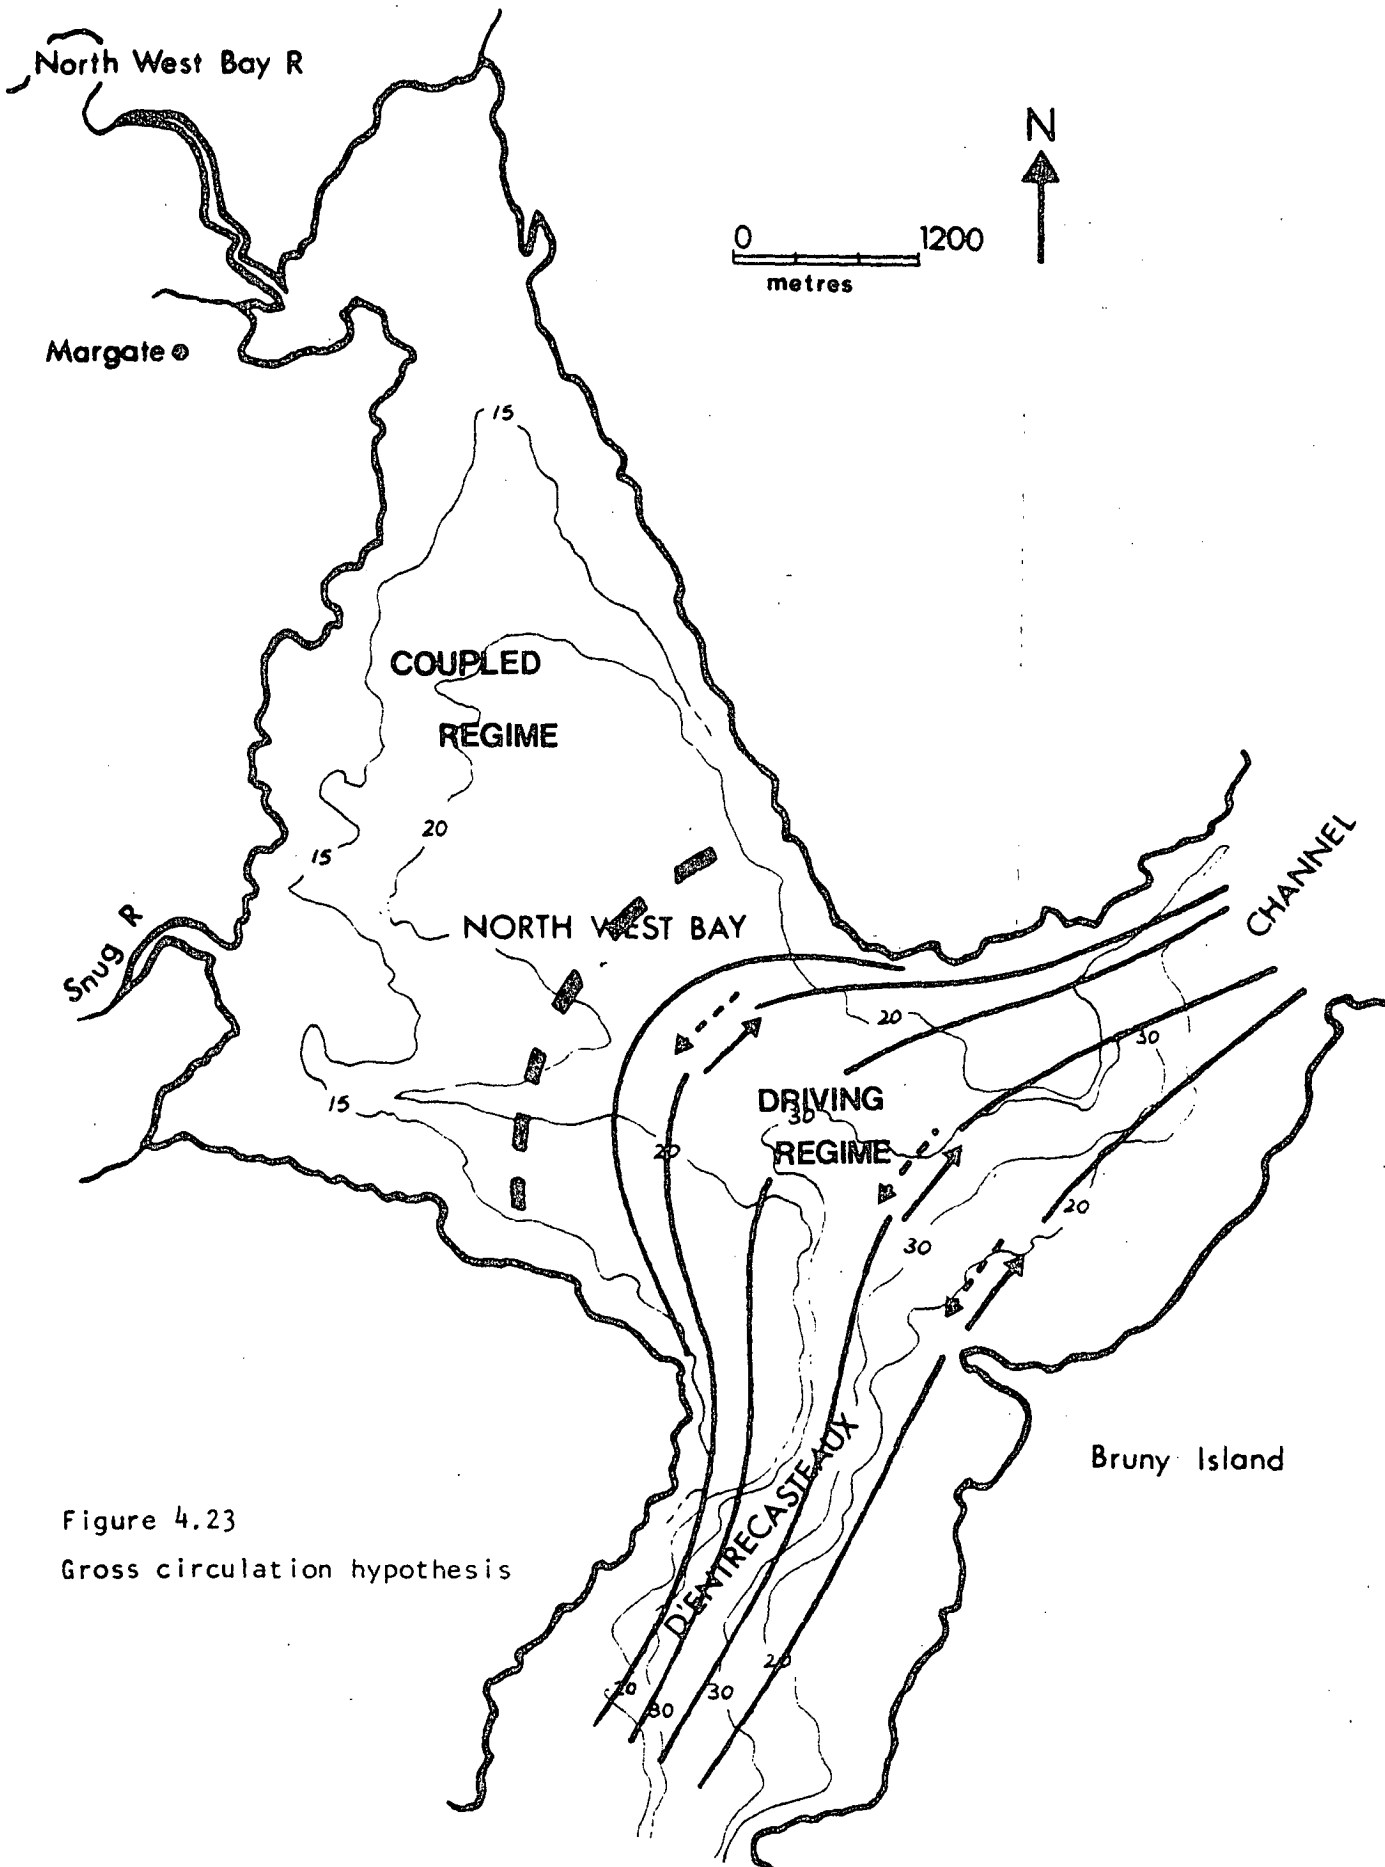 North West Bay R
N
0 1200
metres
Margate
15
COUPLED
REGIME
20
15
CHANNEL
NORTH WEST BAY
Snug R
20
30
DRIVING
30
REGIME
15
20
20
30
Bruny Island
D'ENTRECASTEAUX
Figure 4.23
Gross circulation hypothesis
20
20
30
30